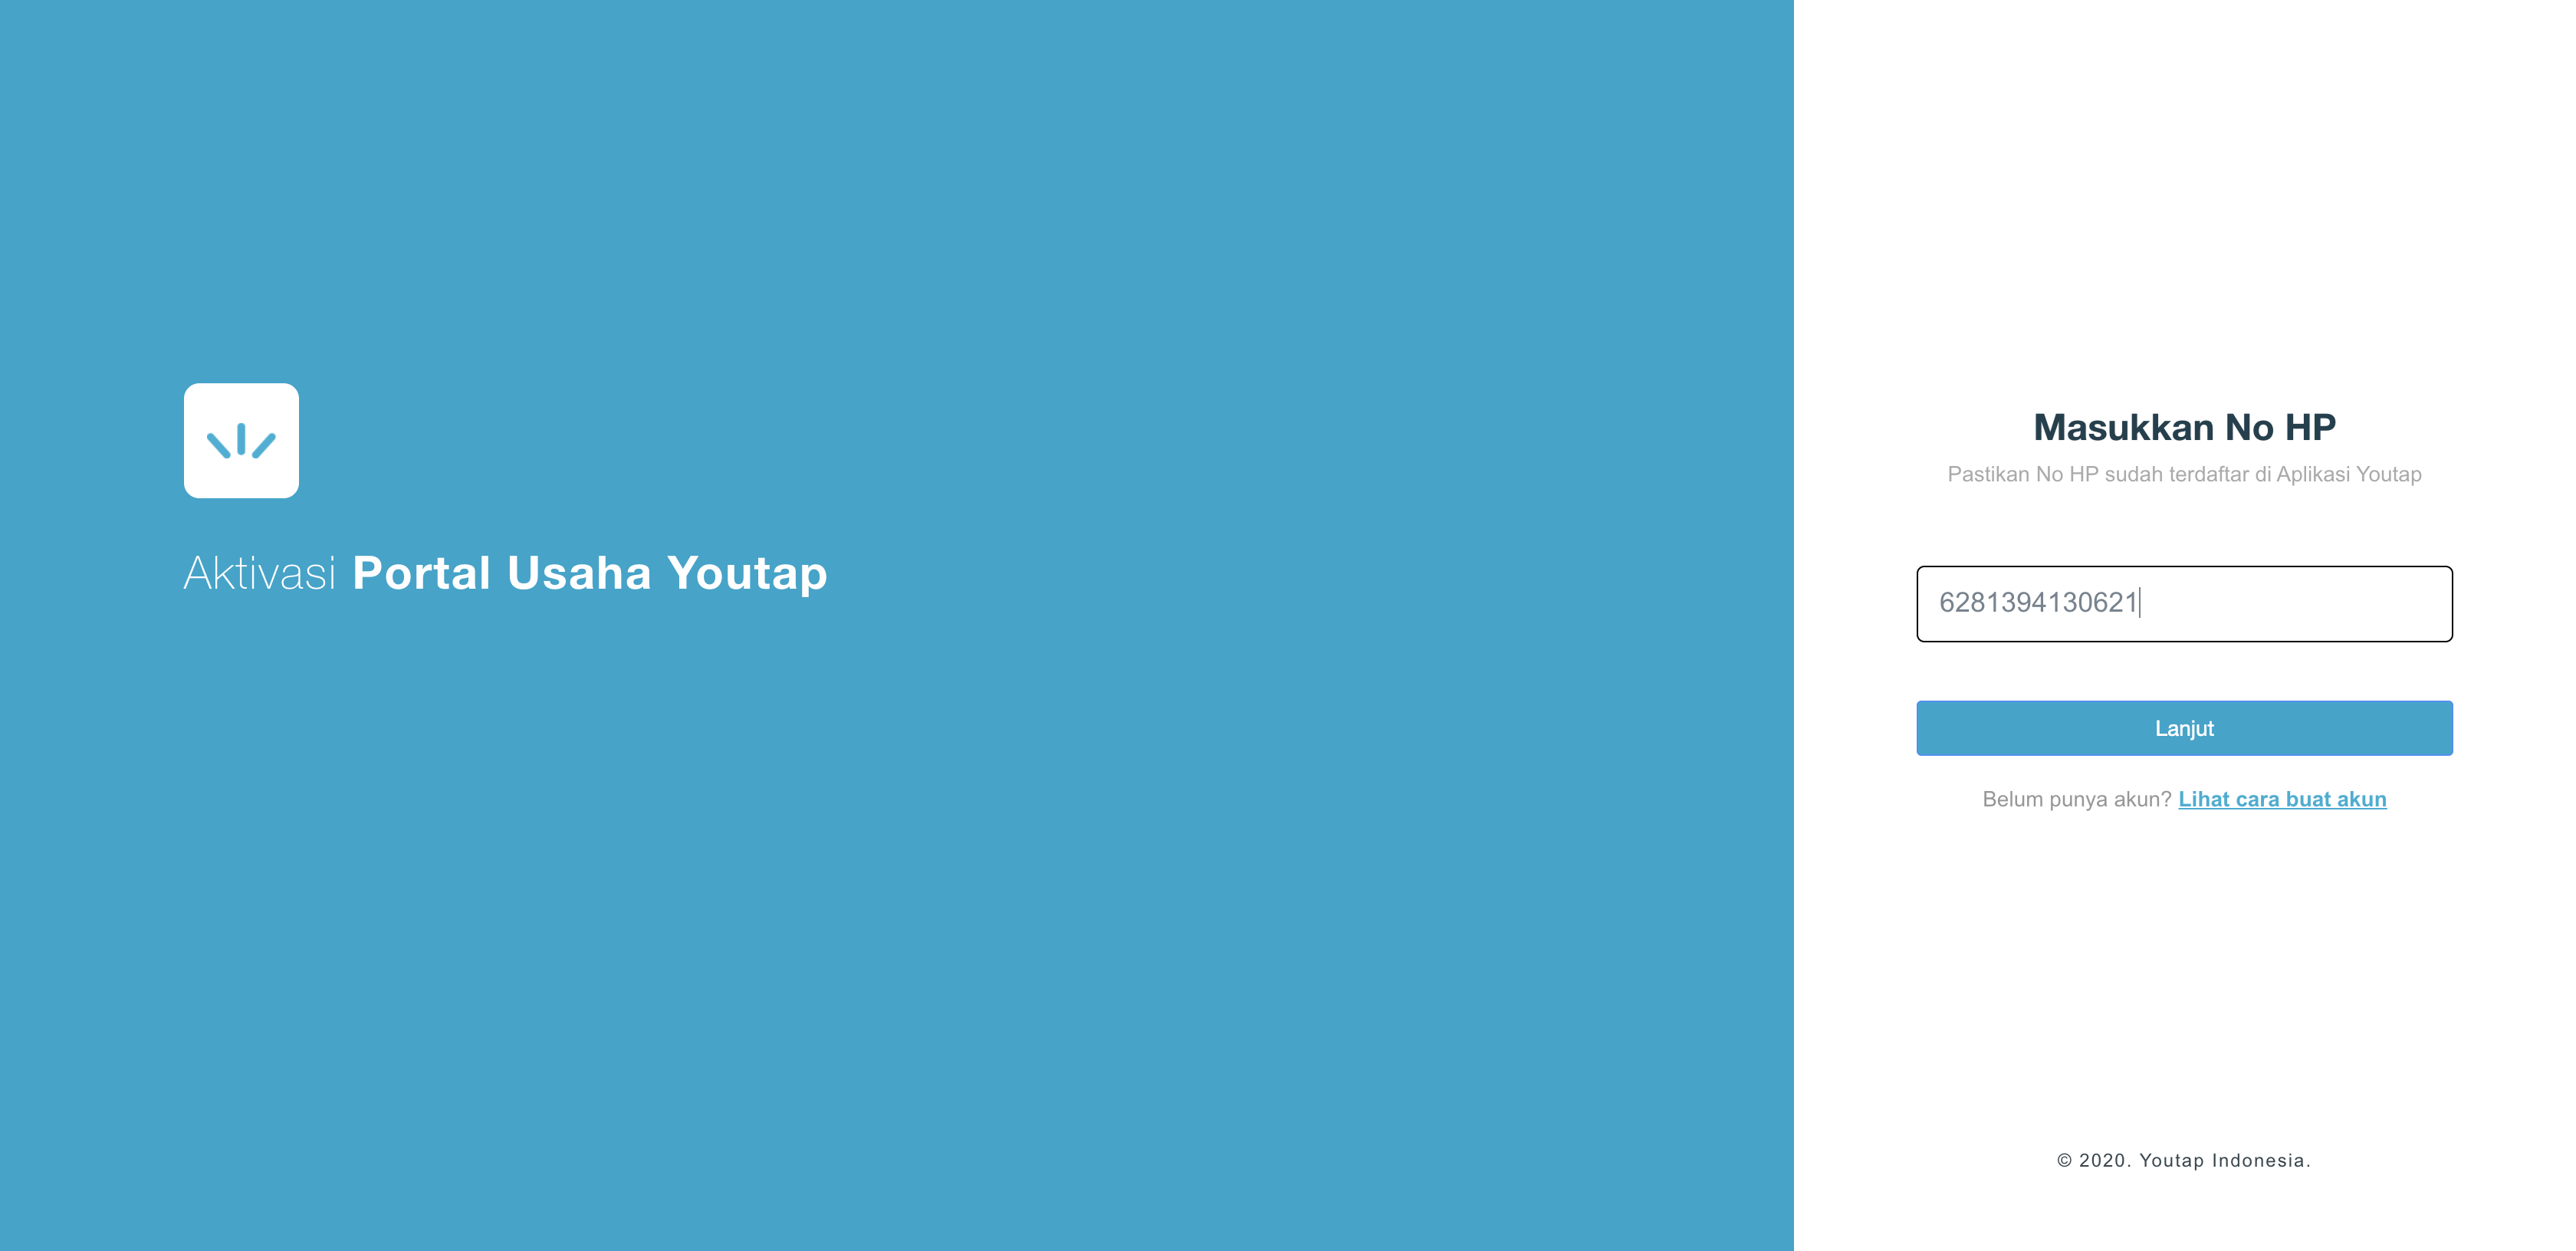 Aktivasi Portal Usaha Youtap
Masukkan No HP
Pastikan No HP sudah terdaftar di Aplikasi Youtap
6281394130621
Lanjut
Belum punya akun? Lihat cara buat akun
© 2020. Youtap Indonesia.